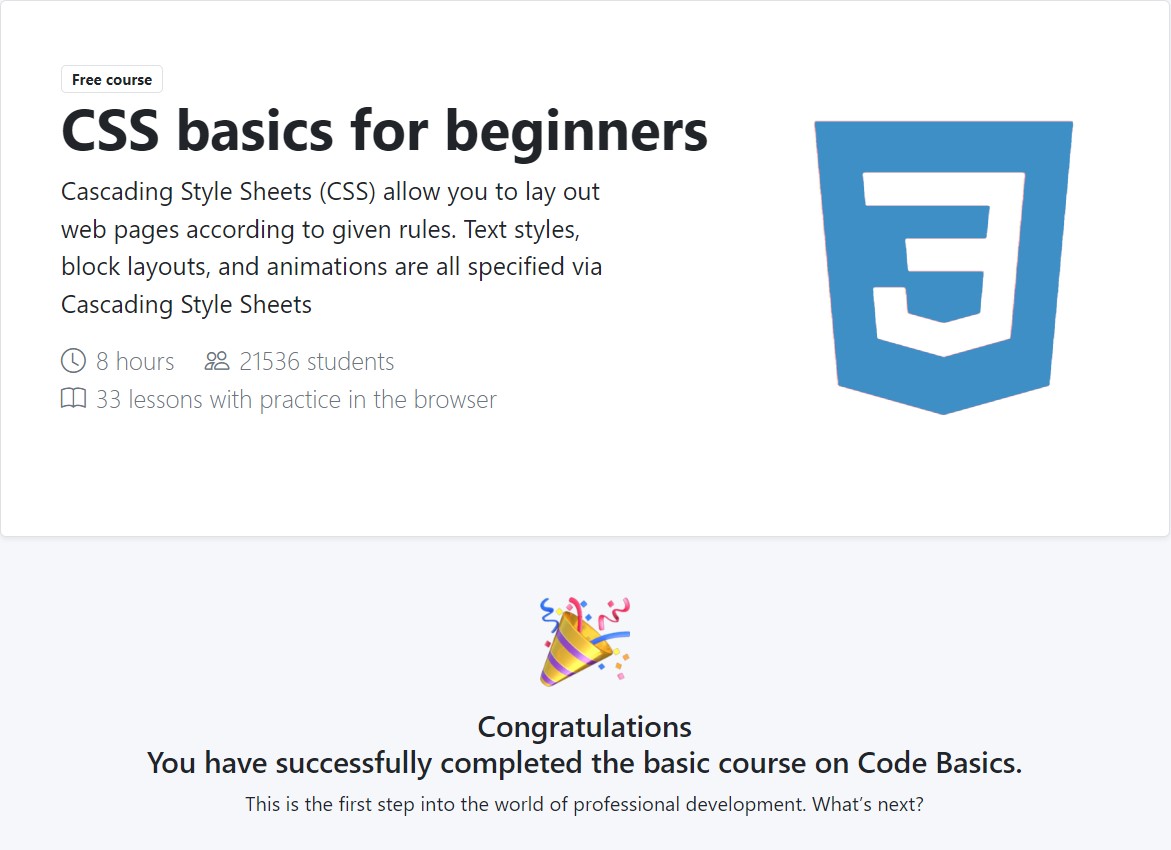 Free course
CSS basics for beginners
Cascading Style Sheets (CSS) allow you to lay out
web pages according to given rules. Text styles,
block layouts, and animations are all specified via
Cascading Style Sheets
8 hours 21536 students
33 lessons with practice in the browser
Congratulations
You have successfully completed the basic course on Code Basics.
This is the first step into the world of professional development. What’s next?